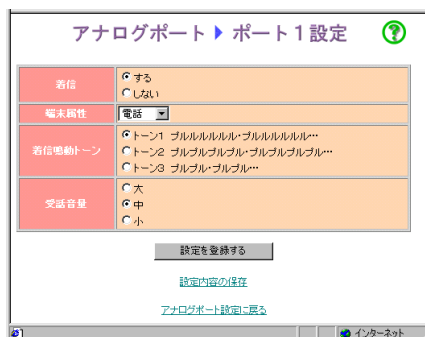 アナログポート ▶ ポート1設定
着信
する
しない
端末属性
電話
着信鳴動トーン
トーン1 プルルルルルル・プルルルルルル…
トーン2 プルプルプルプル・プルプルプルプル…
トーン3 プルプル・プルプル…
受話音量
大
中
小
設定を登録する
設定内容の保存
アナログポート設定に戻る
インターネット